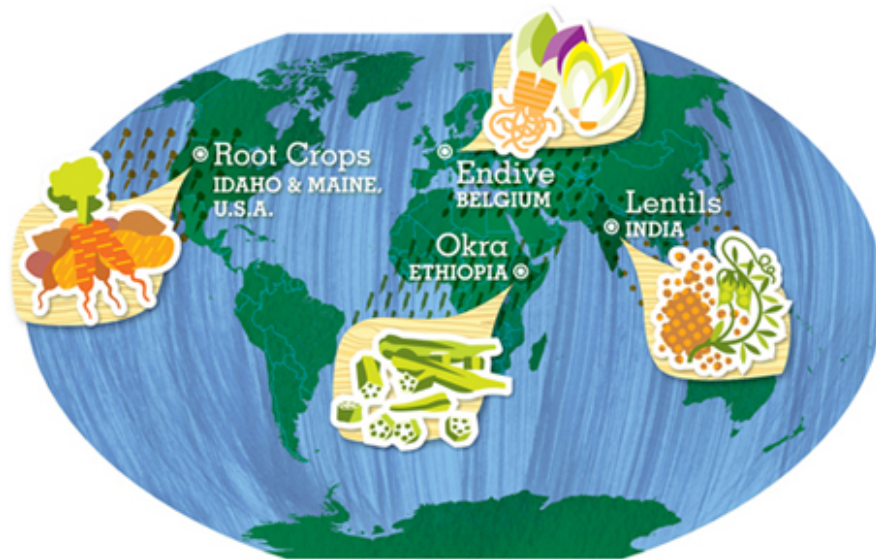 Root Crops
IDAHO & MAINE,
U.S.A.
Endive
BELGIUM
Lentils
INDIA
Okra
ETHIOPIA